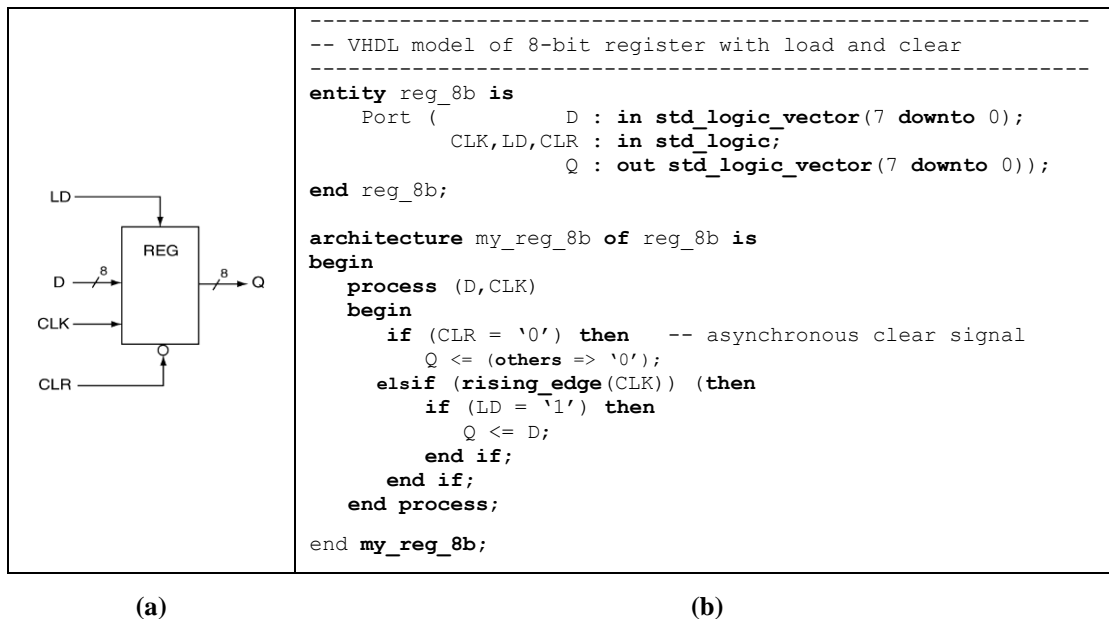 LD
REG
D
8
8
Q
CLK
CLR
------------------------------------------------------------
-- VHDL model of 8-bit register with load and clear
------------------------------------------------------------
entity reg_8b is
    Port (          D : in std_logic_vector(7 downto 0);
           CLK,LD,CLR : in std_logic;
                    Q : out std_logic_vector(7 downto 0));
end reg_8b;
architecture my_reg_8b of reg_8b is
begin
   process (D,CLK)
   begin
      if (CLR = ‘0’) then   -- asynchronous clear signal
         Q <= (others => ‘0’);
      elsif (rising_edge(CLK)) (then
         if (LD = ‘1’) then
            Q <= D;
         end if;
      end if;
   end process;
end my_reg_8b;
(a)
(b)